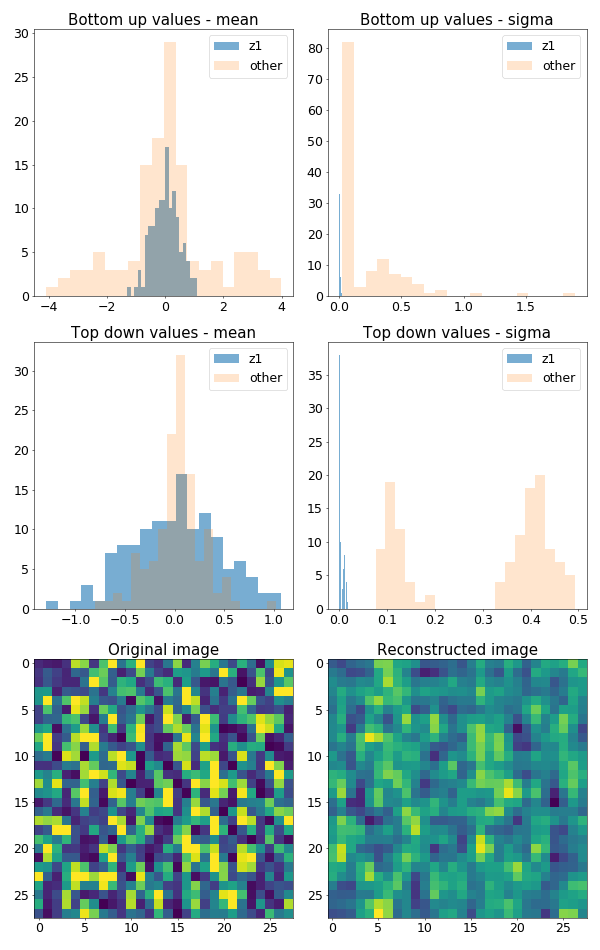 Bottom up values - mean
30
25
20
15
10
5
0
−4 −2 0 2 4
z1
other
Bottom up values - sigma
80
70
60
50
40
30
20
10
0
0.0 0.5 1.0 1.5
z1
other
Top down values - mean
30
25
20
15
10
5
0
−1.0 −0.5 0.0 0.5 1.0
z1
other
Top down values - sigma
35
30
25
20
15
10
5
0
0.0 0.1 0.2 0.3 0.4 0.5
z1
other
Original image
0
5
10
15
20
25
0 5 10 15 20 25
Reconstructed image
0
5
10
15
20
25
0 5 10 15 20 25